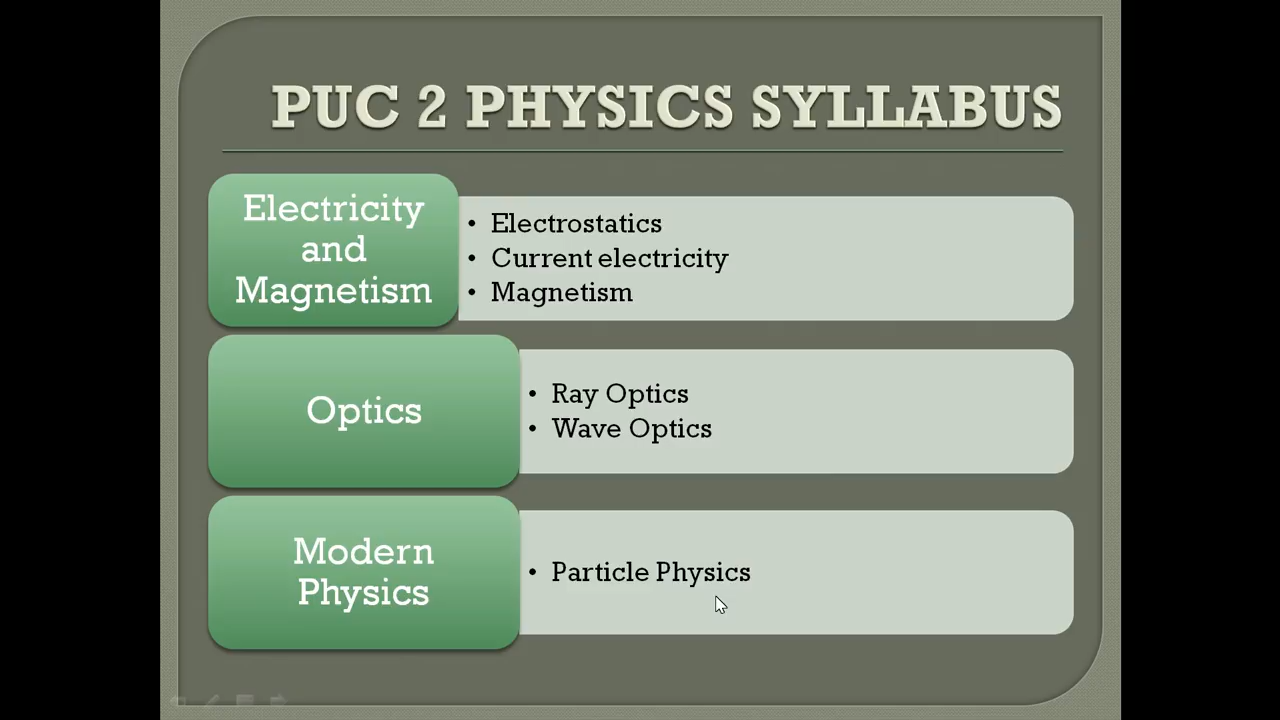 PUC 2 PHYSICS SYLLABUS
Electricity
and
Magnetism
• Electrostatics
• Current electricity
• Magnetism
Optics
• Ray Optics
• Wave Optics
Modern
Physics
• Particle Physics